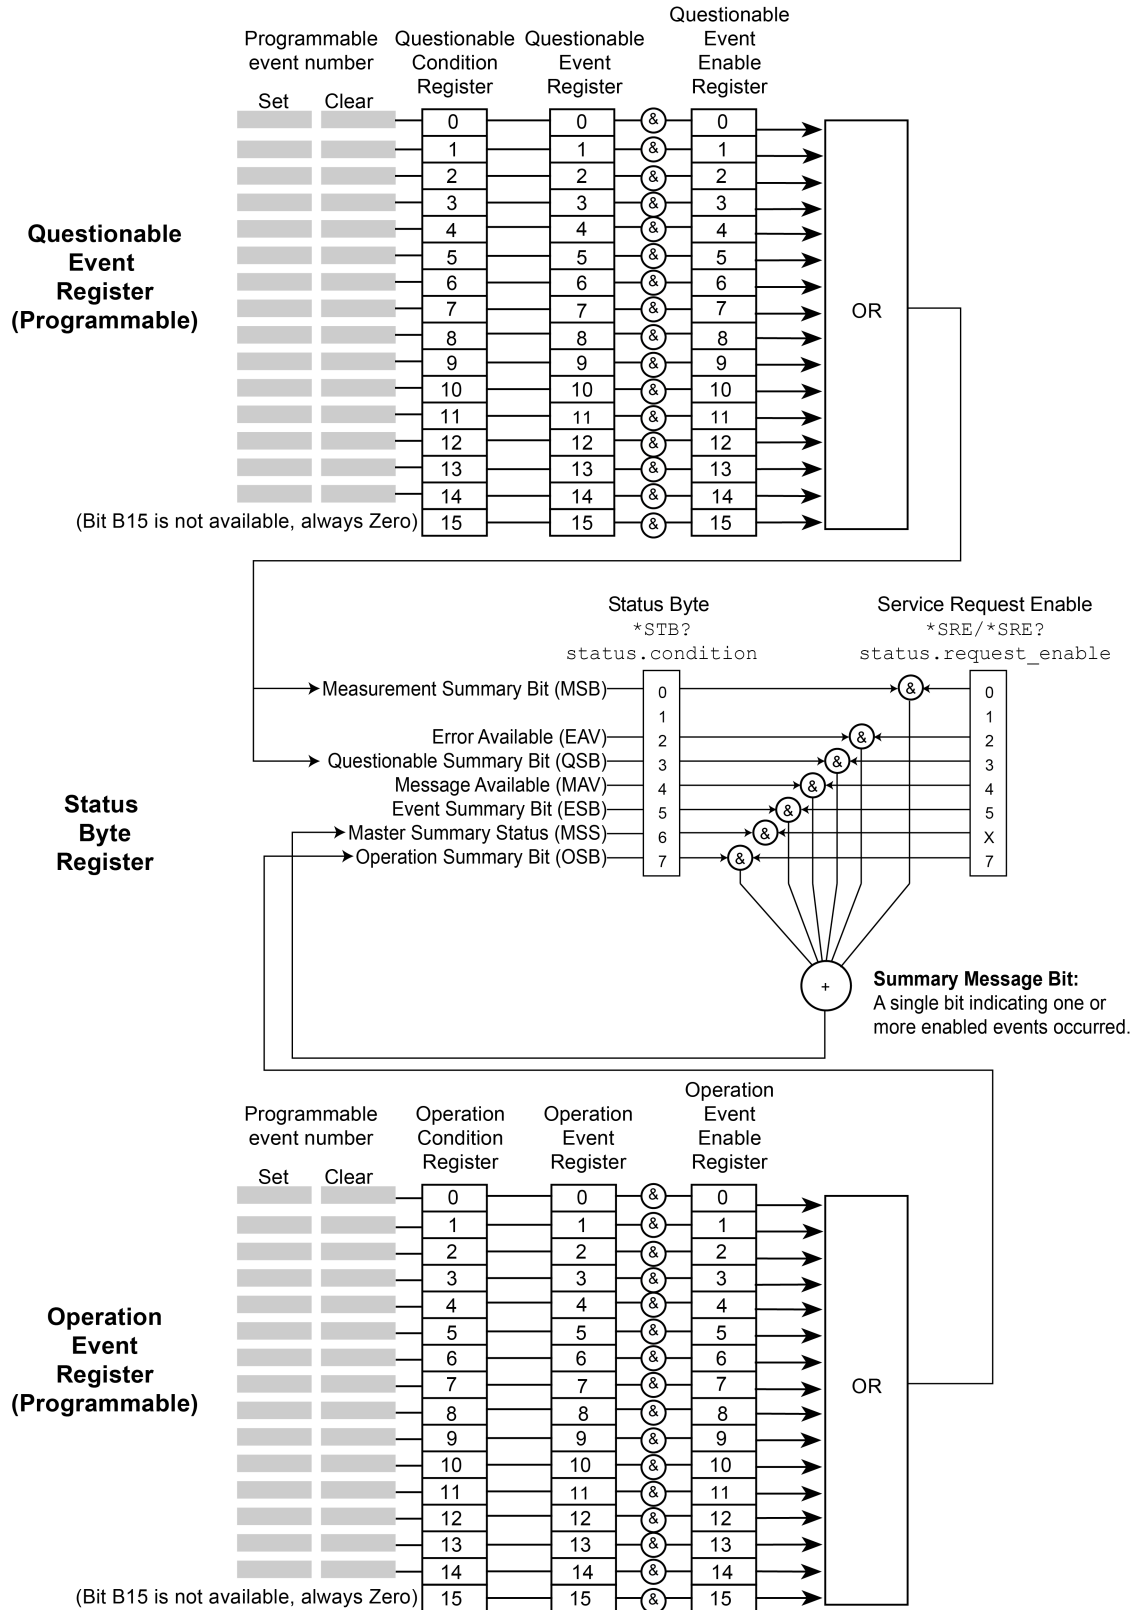 Programmable
event number
Set Clear
Questionable
Condition
Register
Questionable
Event
Register
Questionable
Event
Enable
Register
Questionable
Event
Register
(Programmable)
0 0 & 0
1 1 & 1
2 2 & 2
3 3 & 3
4 4 & 4
5 5 & 5
6 6 & 6
7 7 & 7
8 8 & 8
9 9 & 9
10 10 & 10
11 11 & 11
12 12 & 12
13 13 & 13
14 14 & 14
(Bit B15 is not available, always Zero) 15 15 & 15
OR
Status Byte
*STB?
status.condition
Service Request Enable
*SRE/*SRE?
status.request_enable
Status
Byte
Register
Measurement Summary Bit (MSB) 0 & 0
1 1
Error Available (EAV) 2 & 2
Questionable Summary Bit (QSB) 3 & 3
Message Available (MAV) 4 & 4
Event Summary Bit (ESB) 5 & 5
Master Summary Status (MSS) 6 & X
Operation Summary Bit (OSB) 7 & 7
+
Summary Message Bit:
A single bit indicating one or
more enabled events occurred.
Programmable
event number
Set Clear
Operation
Condition
Register
Operation
Event
Register
Operation
Event
Enable
Register
Operation
Event
Register
(Programmable)
0 0 & 0
1 1 & 1
2 2 & 2
3 3 & 3
4 4 & 4
5 5 & 5
6 6 & 6
7 7 & 7
8 8 & 8
9 9 & 9
10 10 & 10
11 11 & 11
12 12 & 12
13 13 & 13
14 14 & 14
(Bit B15 is not available, always Zero) 15 15 & 15
OR